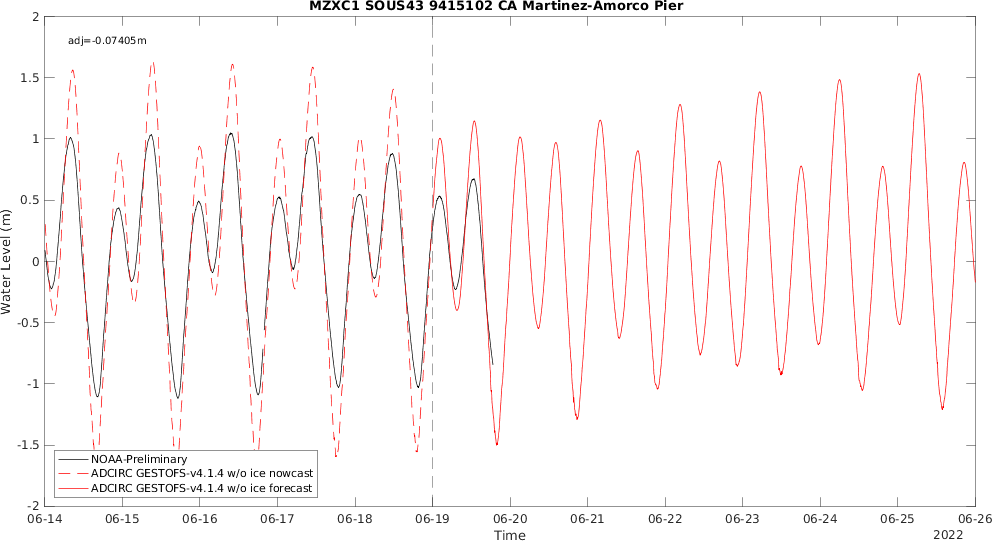 MZXC1 SOUS43 9415102 CA Martinez-Amorco Pier
adj=-0.07405m
Water Level (m)
2
1.5
1
0.5
0
-0.5
-1
-1.5
-2
NOAA-Preliminary
ADCIRC GESTOFS-v4.1.4 w/o ice nowcast
ADCIRC GESTOFS-v4.1.4 w/o ice forecast
06-14 06-15 06-16 06-17 06-18 06-19 06-20 06-21 06-22 06-23 06-24 06-25 06-26
Time
2022